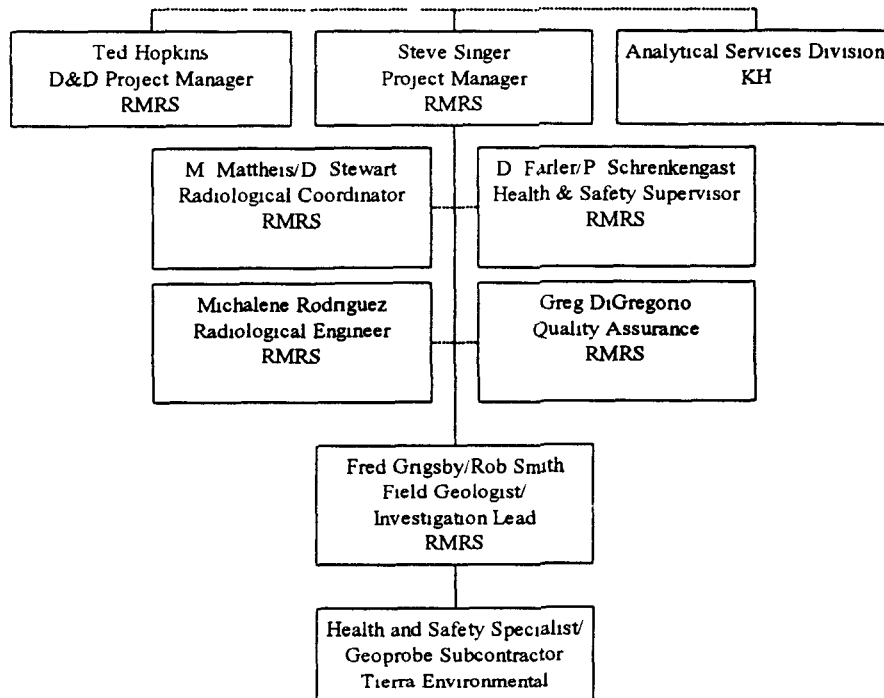 Ted Hopkins
D&D Project Manager
RMRS
Steve Singer
Project Manager
RMRS
Analytical Services Division
KH
M Mattheis/D Stewart
Radiological Coordinator
RMRS
D Farler/P Schrenkengast
Health & Safety Supervisor
RMRS
Michalene Rodriguez
Radiological Engineer
RMRS
Greg DiGregorio
Quality Assurance
RMRS
Fred Grigsby/Rob Smith
Field Geologist/
Investigation Lead
RMRS
Health and Safety Specialist/
Geoprobe Subcontractor
Tierra Environmental